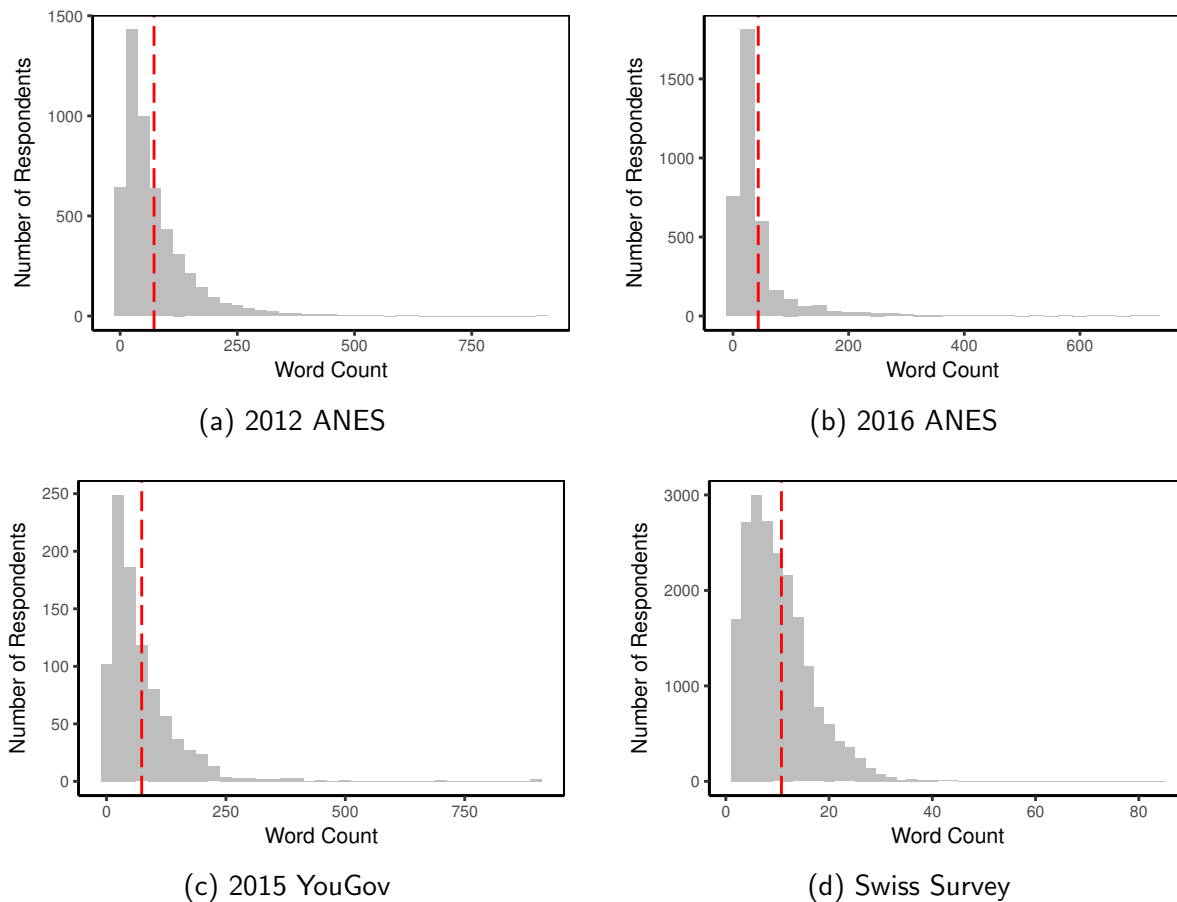 1500
1000
500
0
Number of Respondents
0 250 500 750
Word Count
(a) 2012 ANES
1500
1000
500
0
Number of Respondents
0 200 400 600
Word Count
(b) 2016 ANES
250
200
150
100
50
0
Number of Respondents
0 250 500 750
Word Count
(c) 2015 YouGov
3000
2000
1000
0
Number of Respondents
0 20 40 60 80
Word Count
(d) Swiss Survey